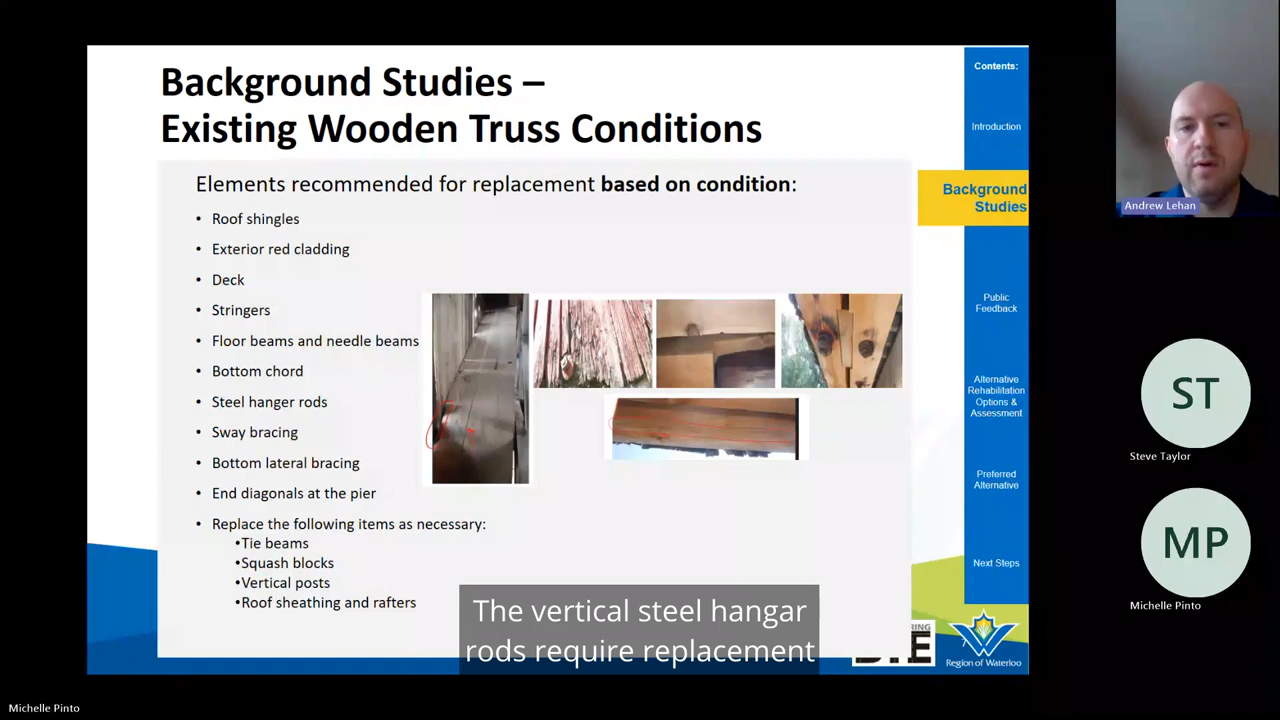 Background Studies –
Existing Wooden Truss Conditions
Elements recommended for replacement based on condition:
• Roof shingles
• Exterior red cladding
• Deck
• Stringers
• Floor beams and needle beams
• Bottom chord
• Steel hanger rods
• Sway bracing
• Bottom lateral bracing
• End diagonals at the pier
• Replace the following items as necessary:
•Tie beams
•Squash blocks
•Vertical posts
•Roof sheathing and rafters
The vertical steel hangar
rods require replacement
Contents:
Introduction
Background
Studies
Public
Feedback
Alternative
Rehabilitation
Options &
Assessment
Preferred
Alternative
Next Steps
Region of Waterloo
Andrew Lehan
ST
Steve Taylor
MP
Michelle Pinto
Michelle Pinto